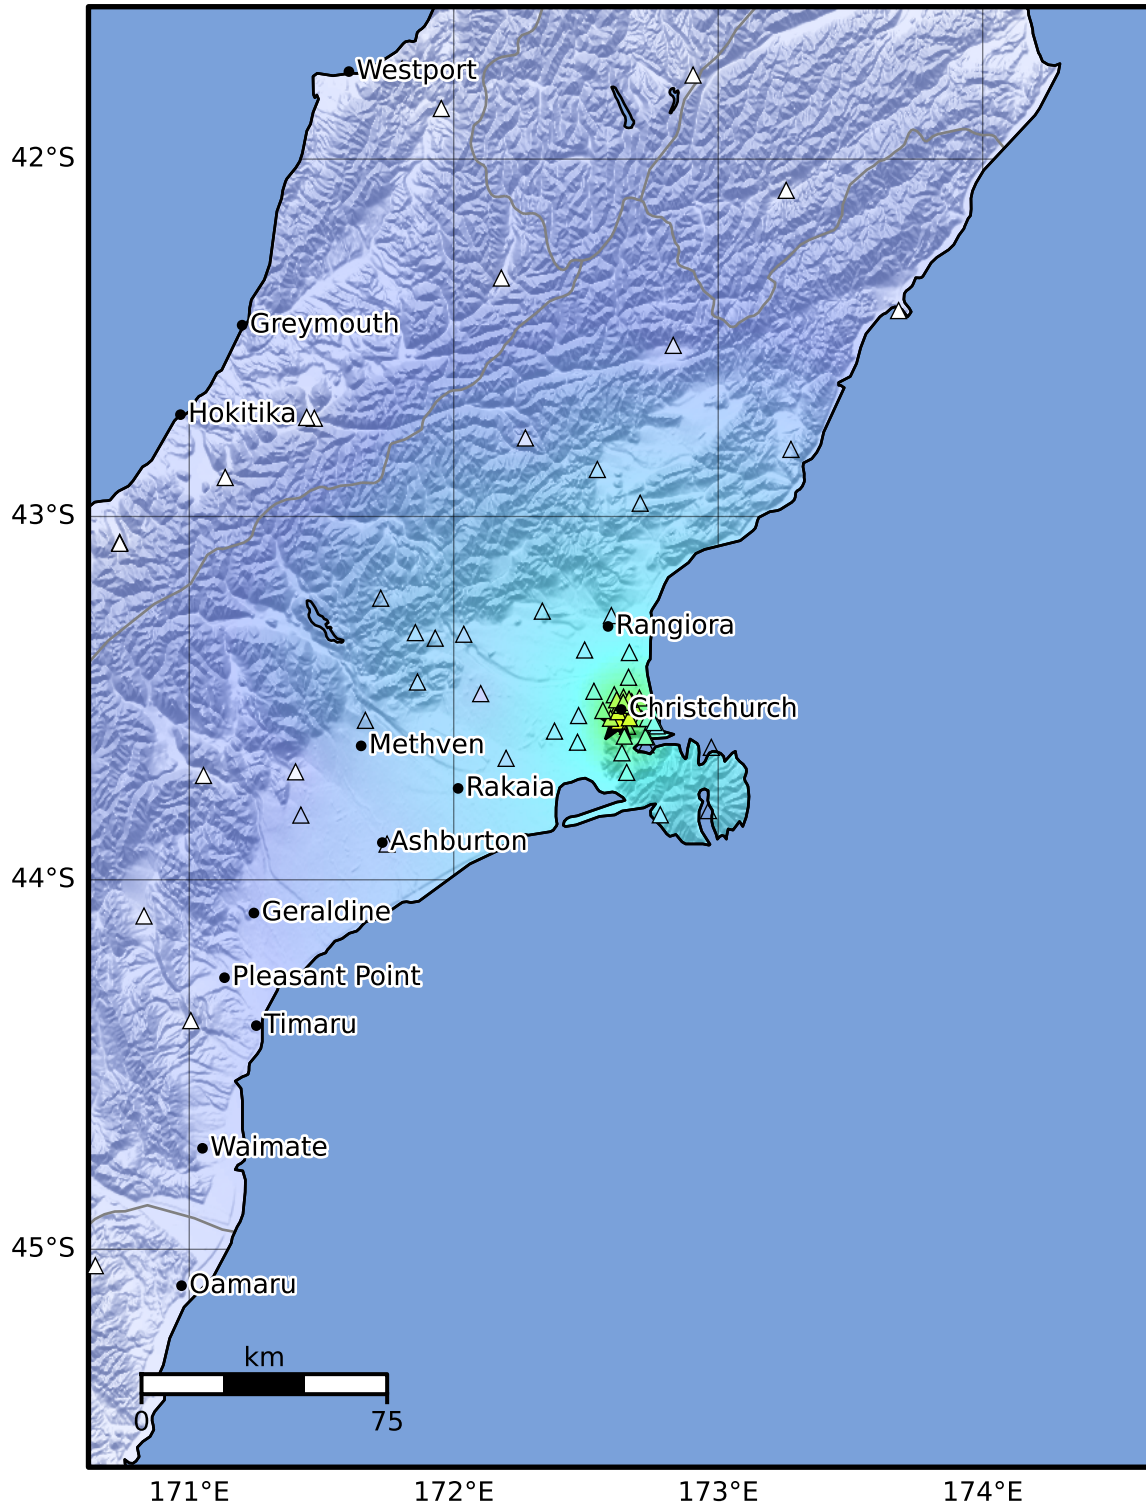 Westport
42°S
Greymouth
Hokitika
43°S
Rangiora
Christchurch
Methven
Rakaia
Ashburton
44°S
Geraldine
Pleasant Point
Timaru
Waimate
45°S
Oamaru
km
0 75
171°E 172°E 173°E 174°E